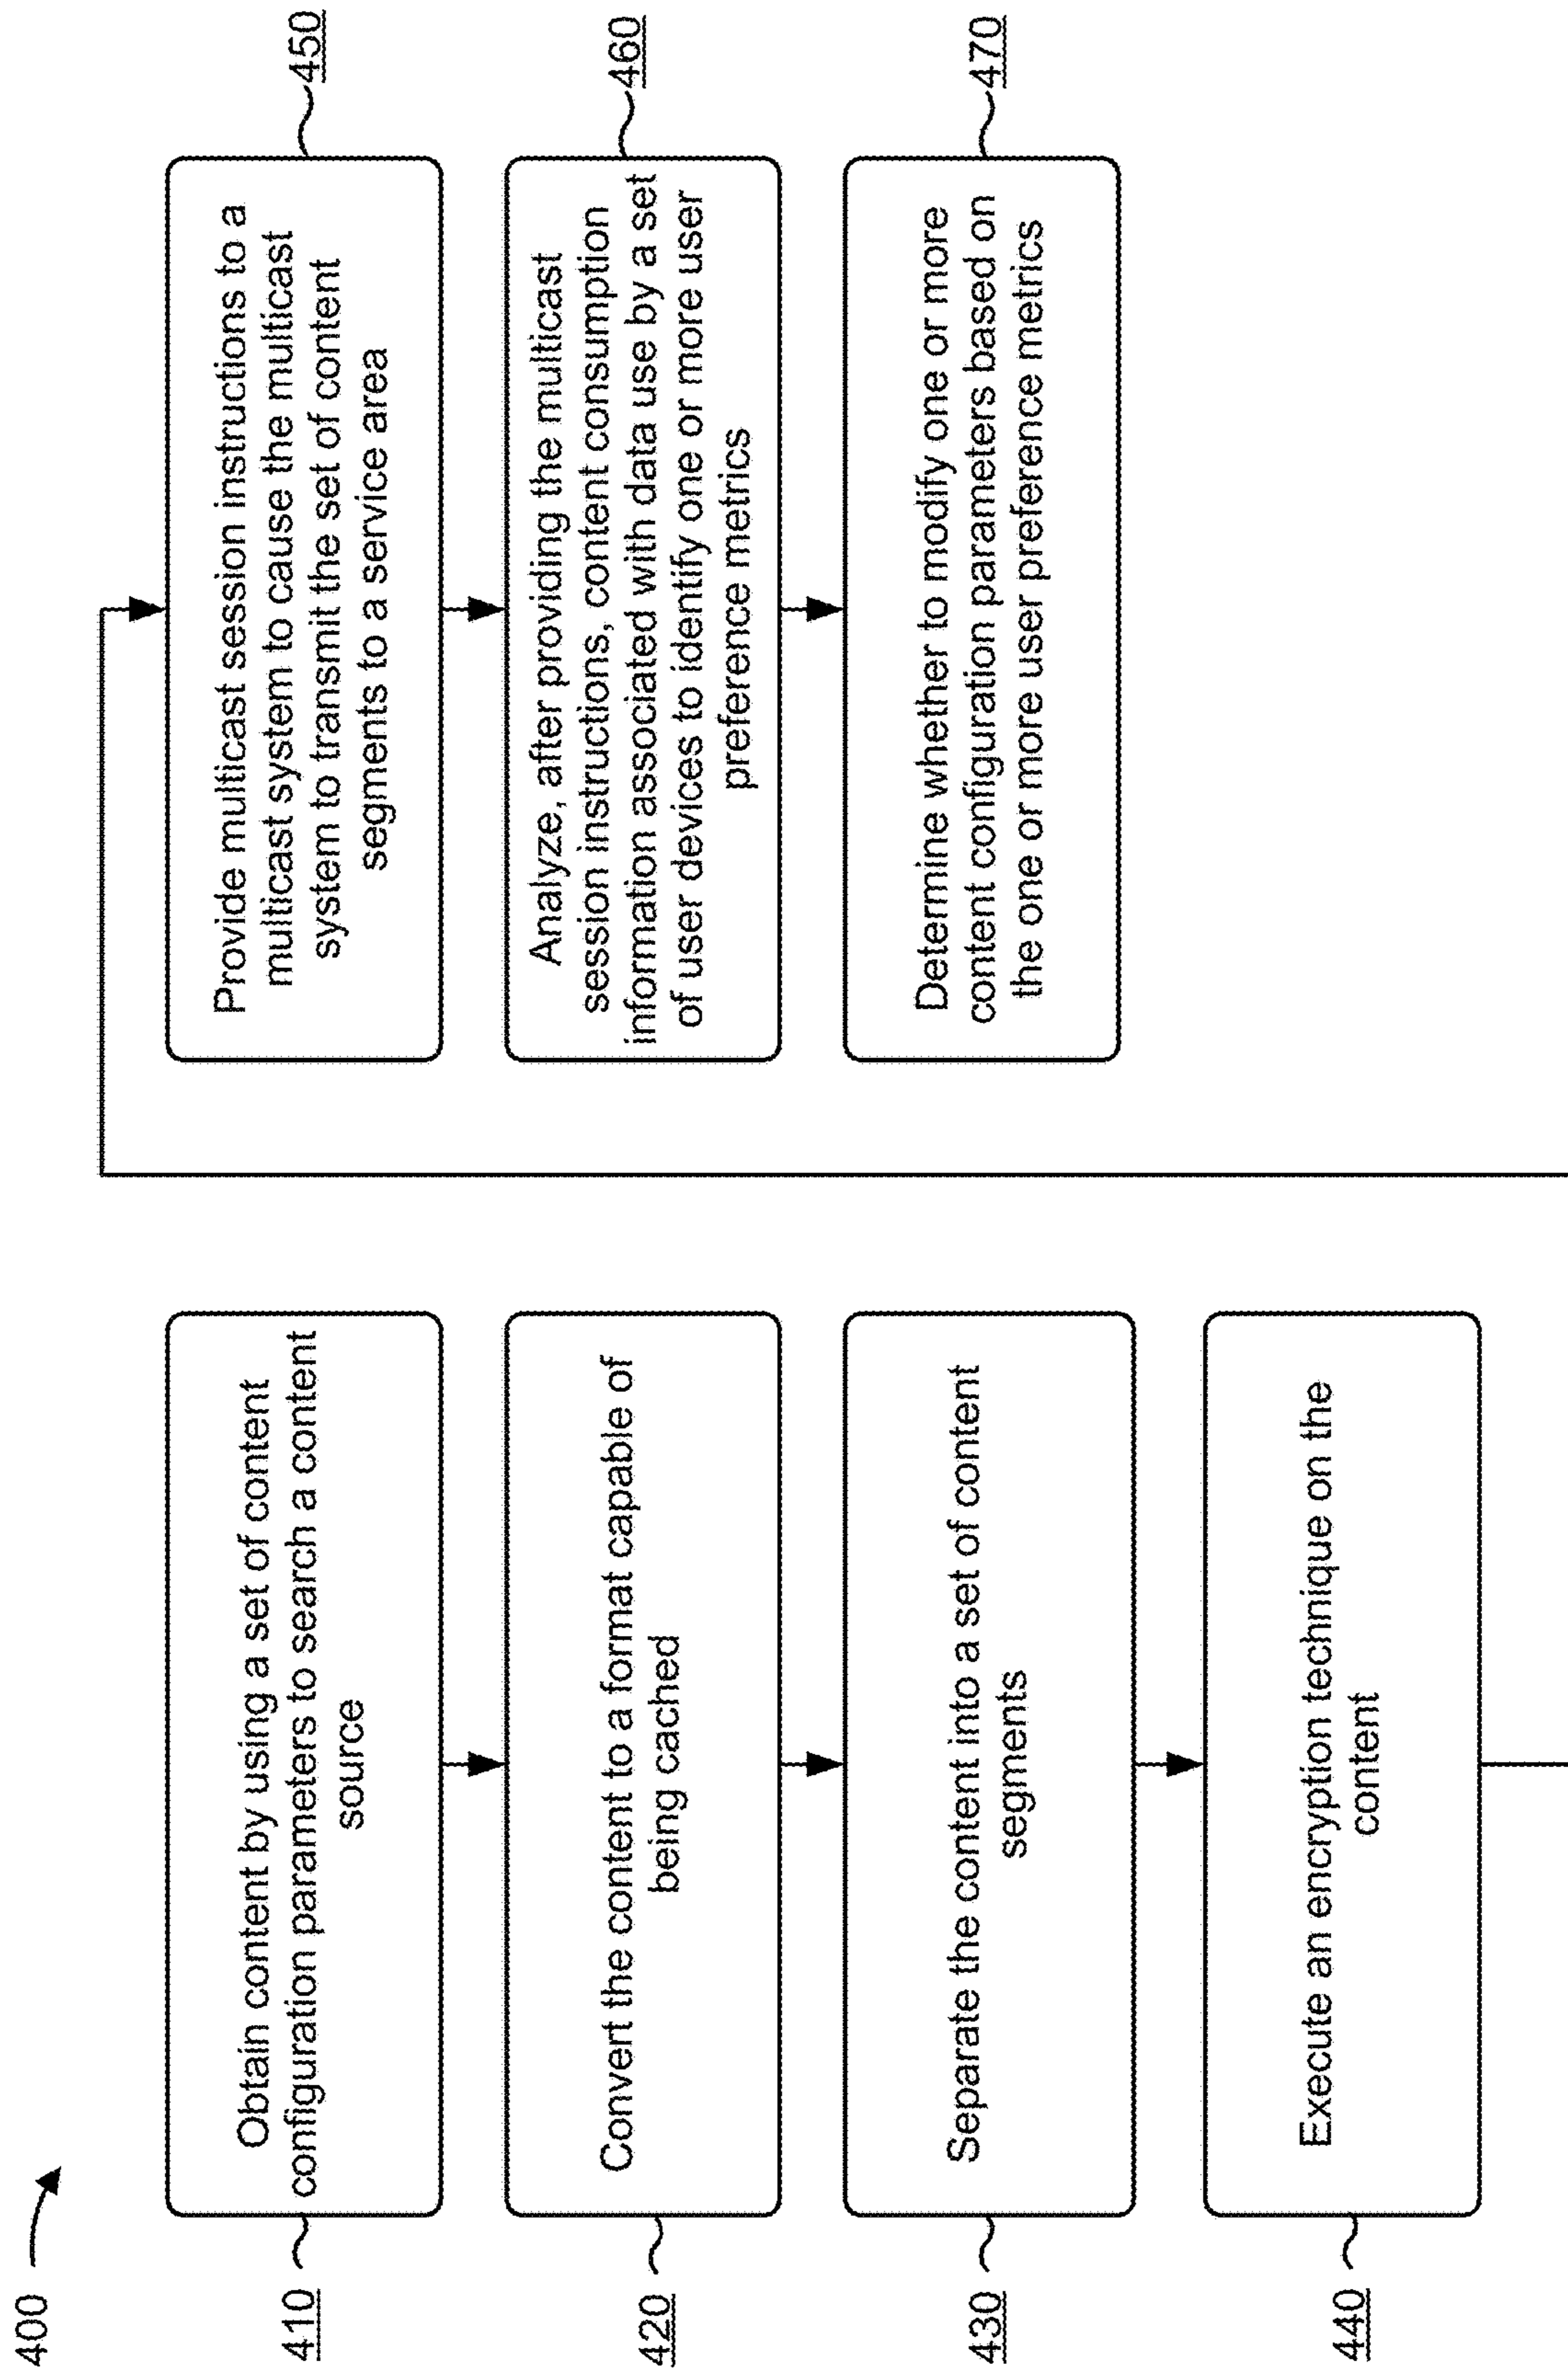 400
410
Obtain content by using a set of content
configuration parameters to search a content
source
420
Convert the content to a format capable of
being cached
430
Separate the content into a set of content
segments
440
Execute an encryption technique on the
content
450
Provide multicast session instructions to a
multicast system to cause the multicast
system to transmit the set of content
segments to a service area
460
Analyze, after providing the multicast
session instructions, content consumption
information associated with data use by a set
of user devices to identify one or more user
preference metrics
470
Determine whether to modify one or more
content configuration parameters based on
the one or more user preference metrics